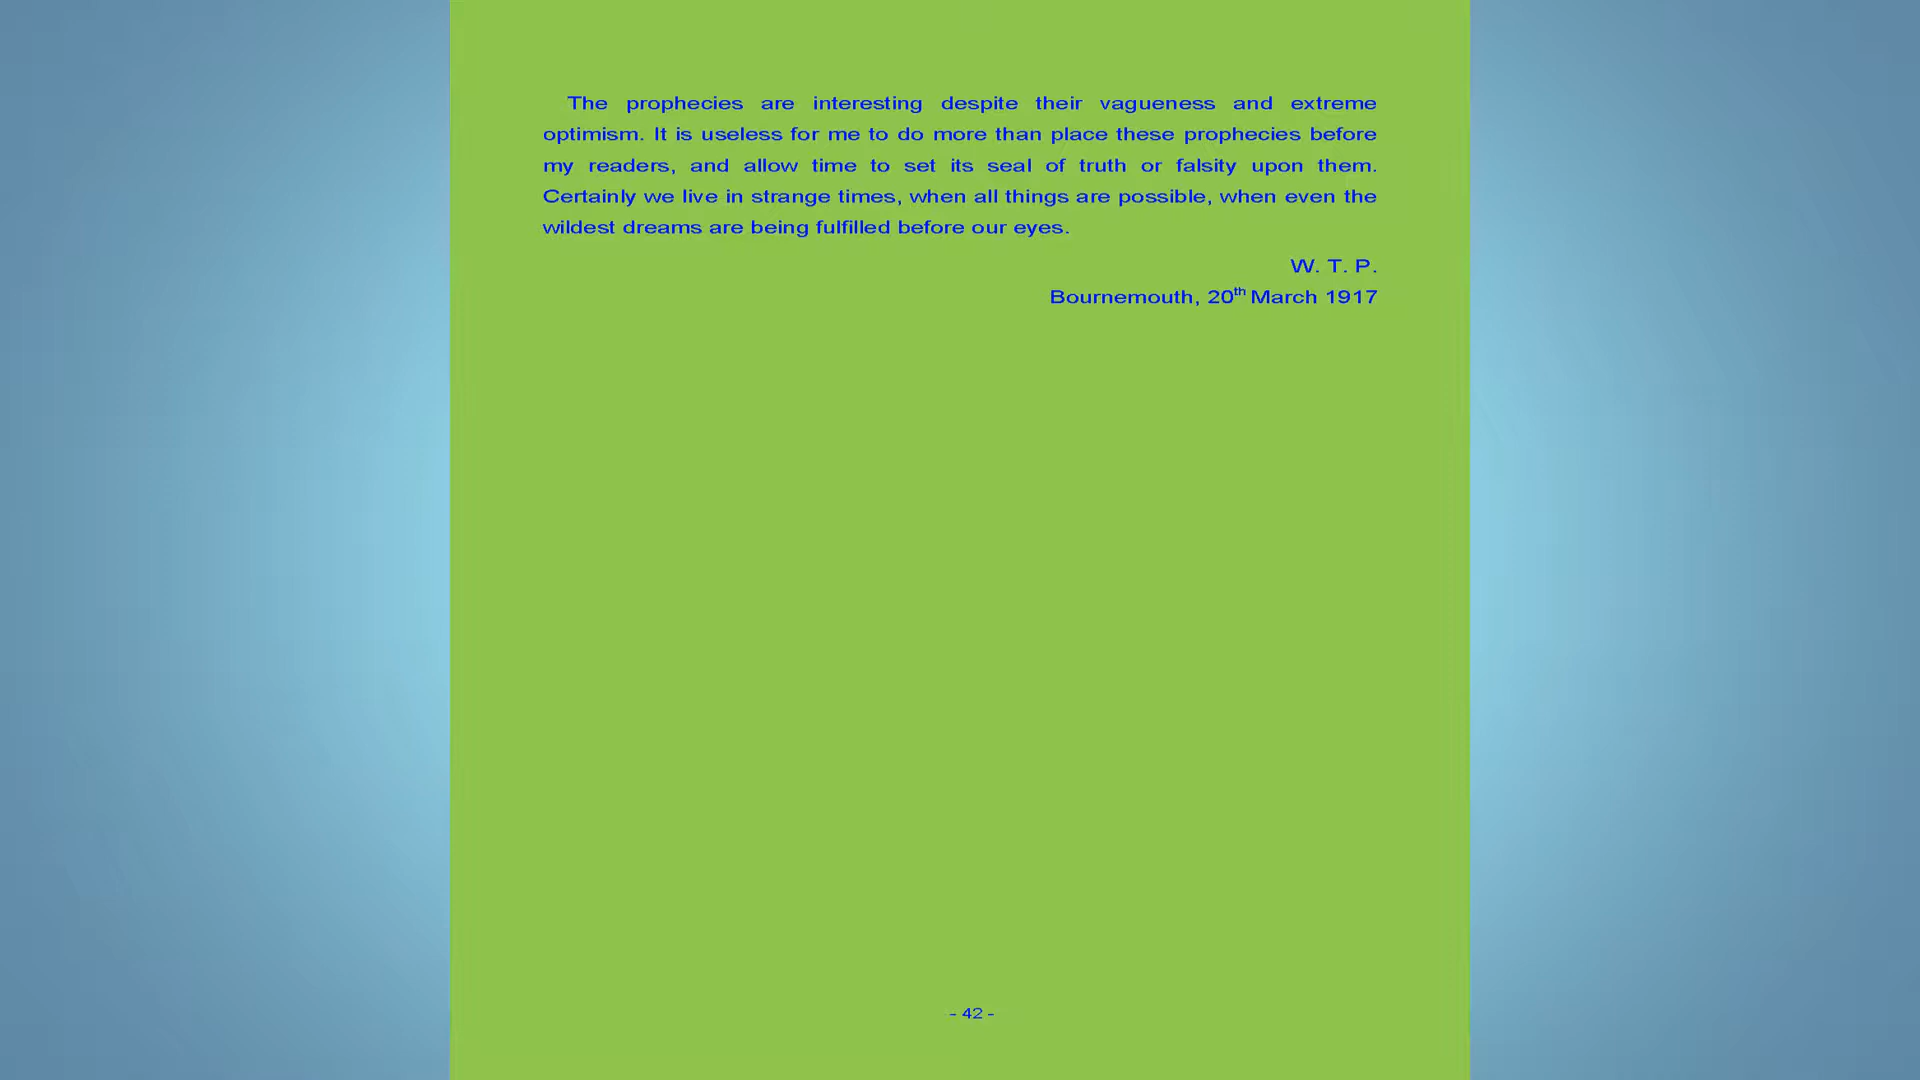 The prophecies are interesting despite their vagueness and extreme
optimism. It is useless for me to do more than place these prophecies before
my readers, and allow time to set its seal of truth or falsity upon them.
Certainly we live in strange times, when all things are possible, when even the
wildest dreams are being fulfilled before our eyes.
W. T. P.
Bournemouth, 20th March 1917
- 42 -